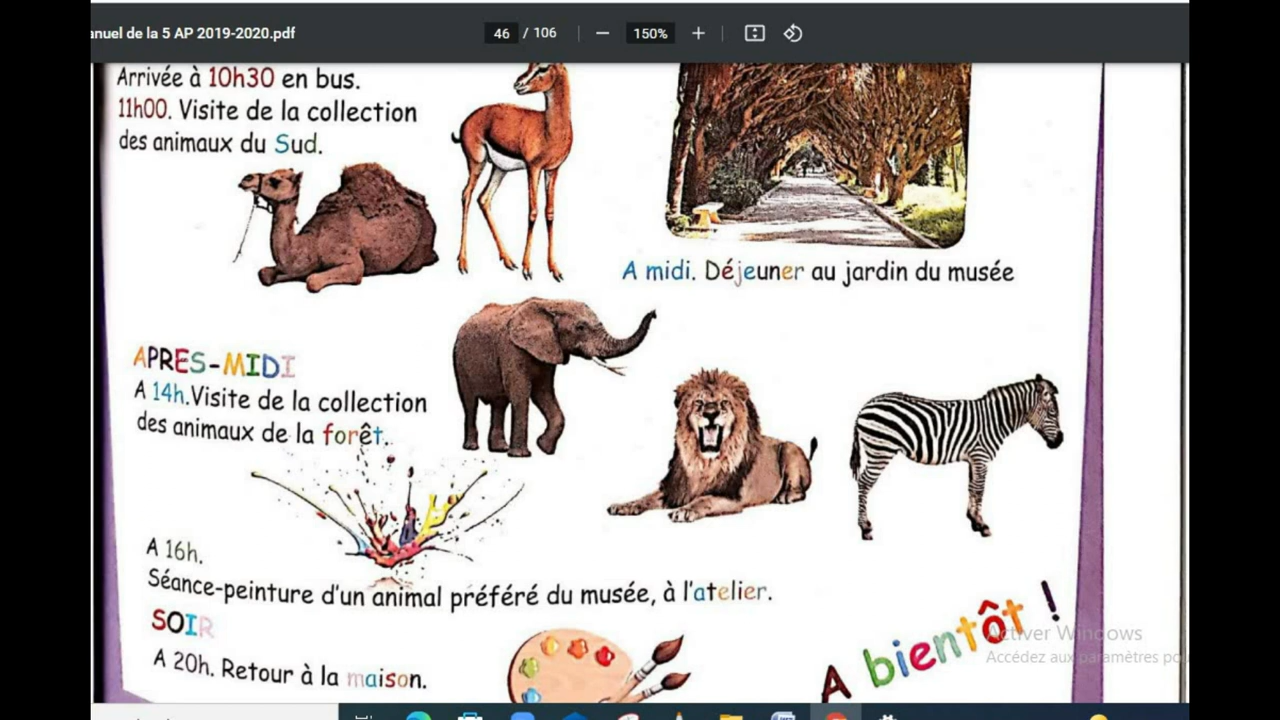 anuel de la 5 AP 2019-2020.pdf
46 / 106
150%
Arrivée à 10h30 en bus.
11h00. Visite de la collection
des animaux du Sud.
A midi. Déjeuner au jardin du musée
APRES-MIDI
A 14h.Visite de la collection
des animaux de la forêt.
A 16h.
Séance-peinture d'un animal préféré du musée, à l'atelier.
SOIR
A 20h. Retour à la maison.
A bientôt !
Activer Windows
Accédez aux paramètres po